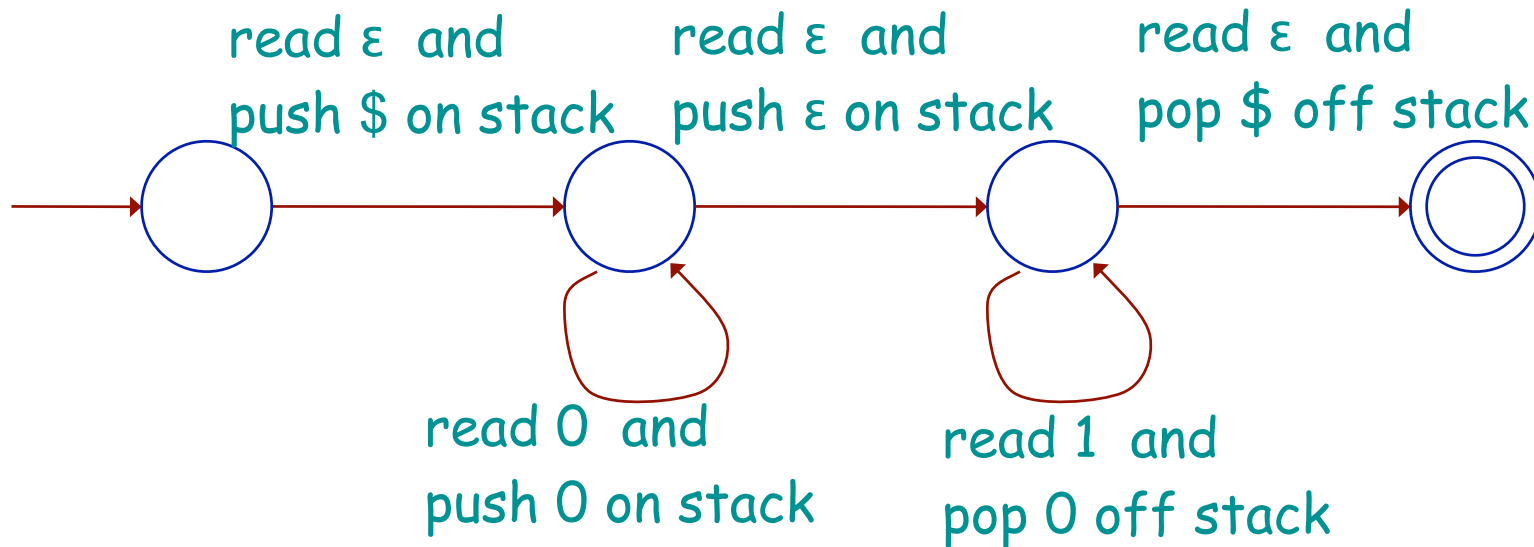 read ε and
push $ on stack
read ε and
push ε on stack
read ε and
pop $ off stack
read 0 and
push 0 on stack
read 1 and
pop 0 off stack